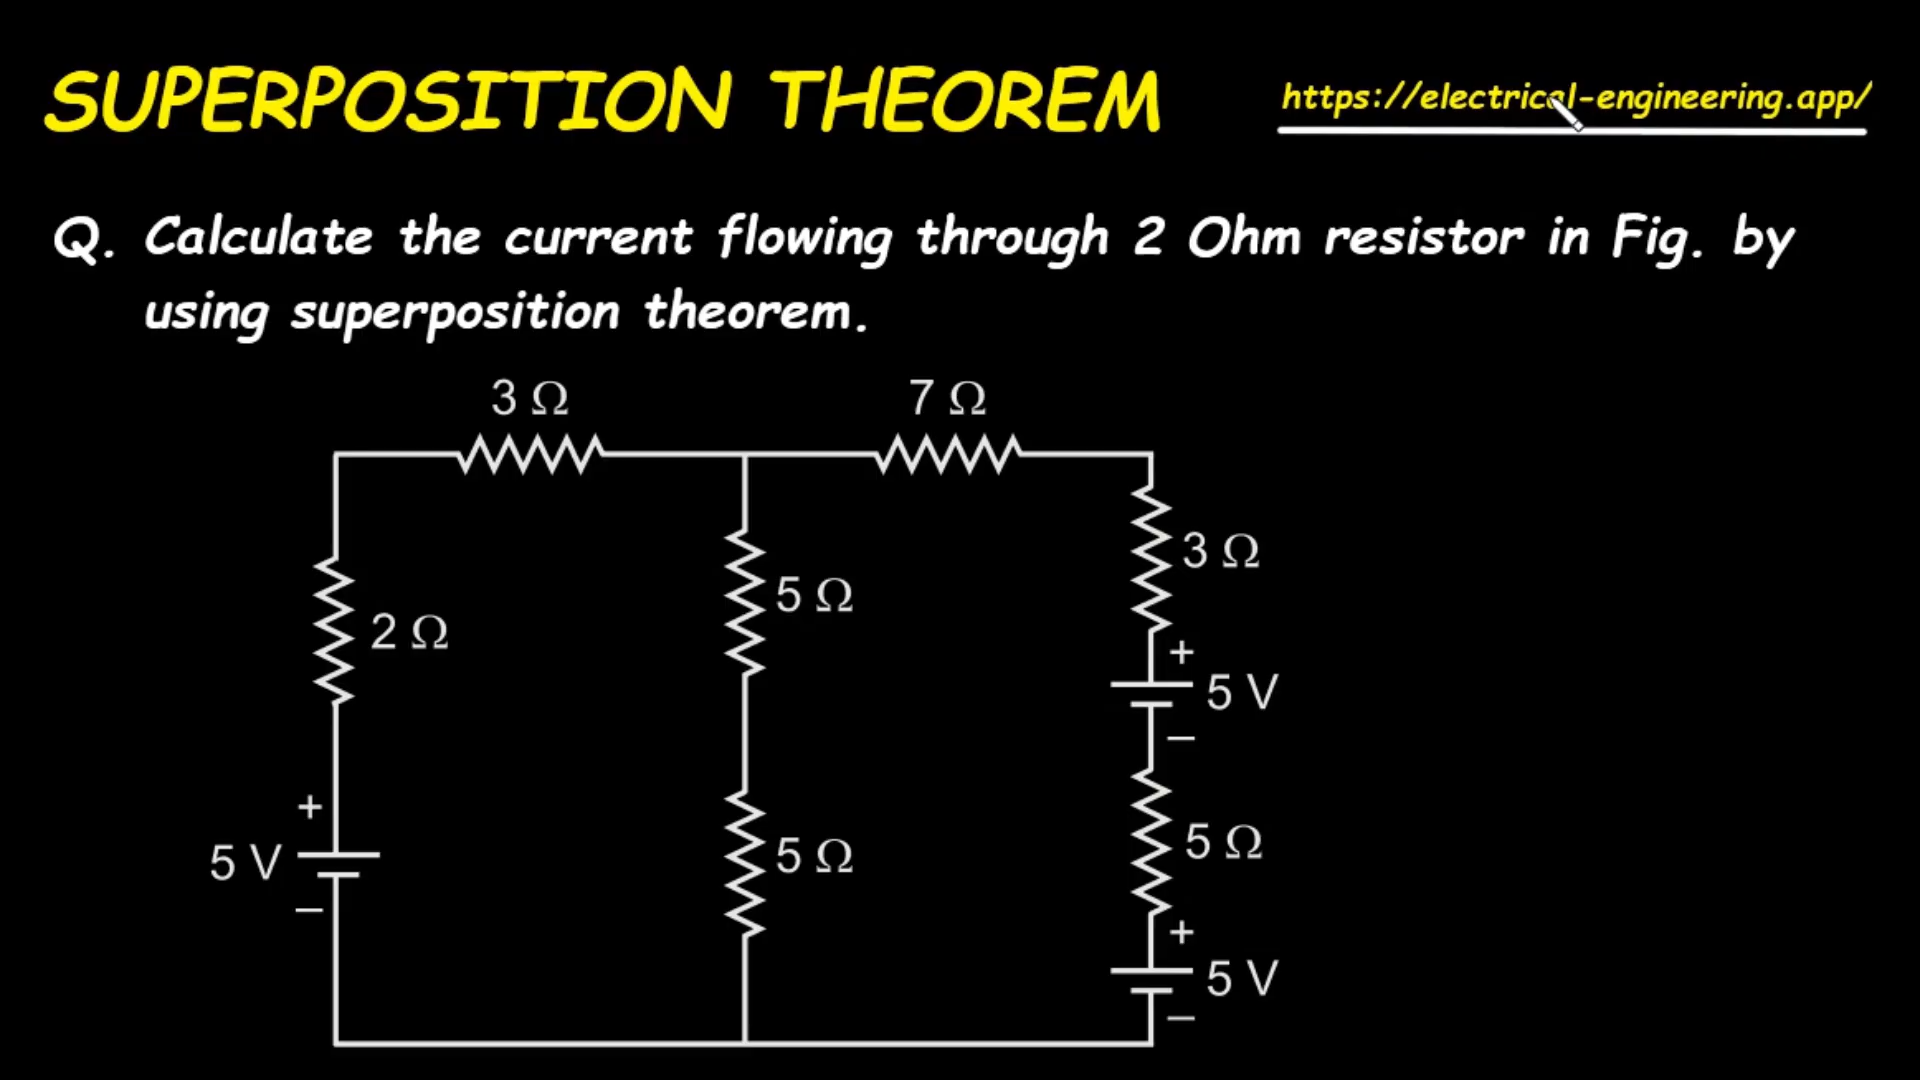 SUPERPOSITION THEOREM
https://electrical-engineering.app/
Q. Calculate the current flowing through 2 Ohm resistor in Fig. by
using superposition theorem.
3 Ω
7 Ω
3 Ω
5 Ω
2 Ω
+
5 V
−
+
5 V
−
5 Ω
5 Ω
+
5 V
−